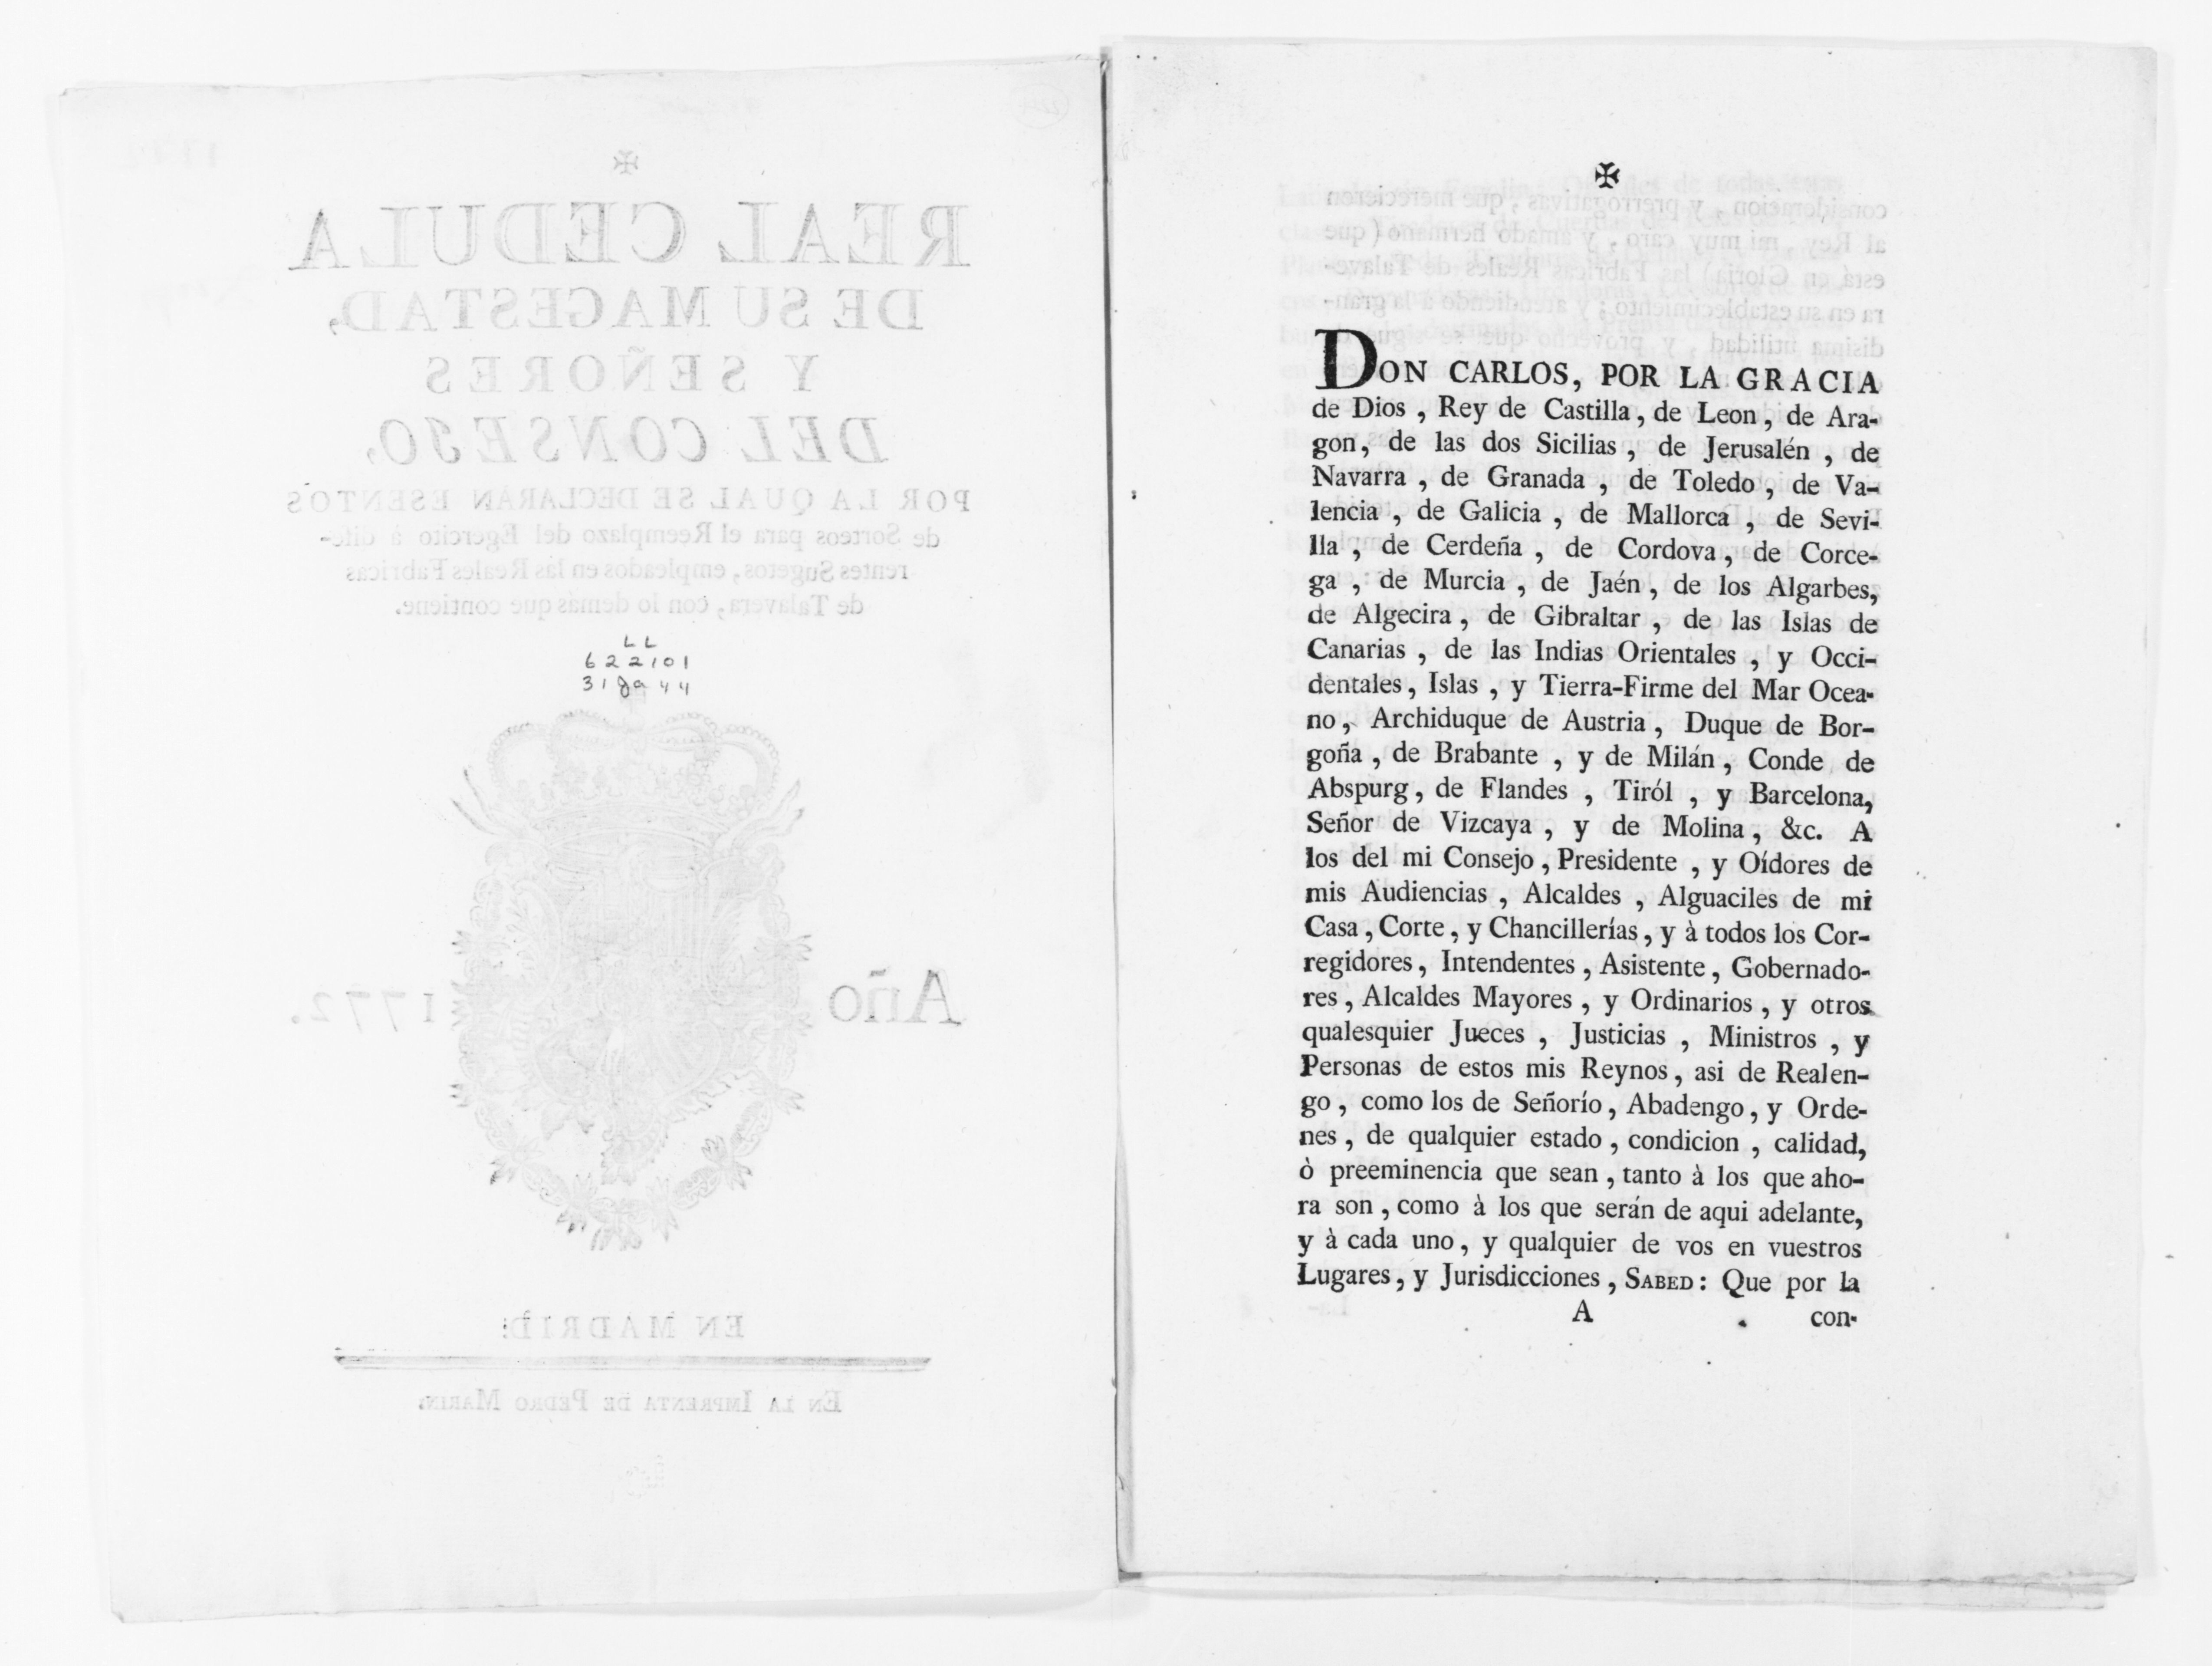 ✠
REAL CEDULA
DE SU MAGESTAD,
Y SEÑORES
DEL CONSEJO,
POR LA QUAL SE DECLARAN ESENTOS
de Sorteos para el Reemplazo del Egercito à dife-
rentes Sugetos, empleados en las Reales Fabricas
de Talavera, con lo demás que contiene.
LL
622101
31ga44
Año 1772.
EN MADRID:
EN LA IMPRENTA DE PEDRO MARIN.
✠
DON CARLOS, POR LA GRACIA
de Dios, Rey de Castilla, de Leon, de Ara-
gon, de las dos Sicilias, de Jerusalén, de
Navarra, de Granada, de Toledo, de Va-
lencia, de Galicia, de Mallorca, de Sevi-
lla, de Cerdeña, de Cordova, de Corce-
ga, de Murcia, de Jaén, de los Algarbes,
de Algecira, de Gibraltar, de las Islas de
Canarias, de las Indias Orientales, y Occi-
dentales, Islas, y Tierra-Firme del Mar Ocea-
no, Archiduque de Austria, Duque de Bor-
goña, de Brabante, y de Milán, Conde de
Abspurg, de Flandes, Tiról, y Barcelona,
Señor de Vizcaya, y de Molina, &c. A
los del mi Consejo, Presidente, y Oídores de
mis Audiencias, Alcaldes, Alguaciles de mi
Casa, Corte, y Chancillerías, y à todos los Cor-
regidores, Intendentes, Asistente, Gobernado-
res, Alcaldes Mayores, y Ordinarios, y otros
qualesquier Jueces, Justicias, Ministros, y
Personas de estos mis Reynos, asi de Realen-
go, como los de Señorío, Abadengo, y Orde-
nes, de qualquier estado, condicion, calidad,
ò preeminencia que sean, tanto à los que aho-
ra son, como à los que serán de aqui adelante,
y à cada uno, y qualquier de vos en vuestros
Lugares, y Jurisdicciones, SABED: Que por la
A con-